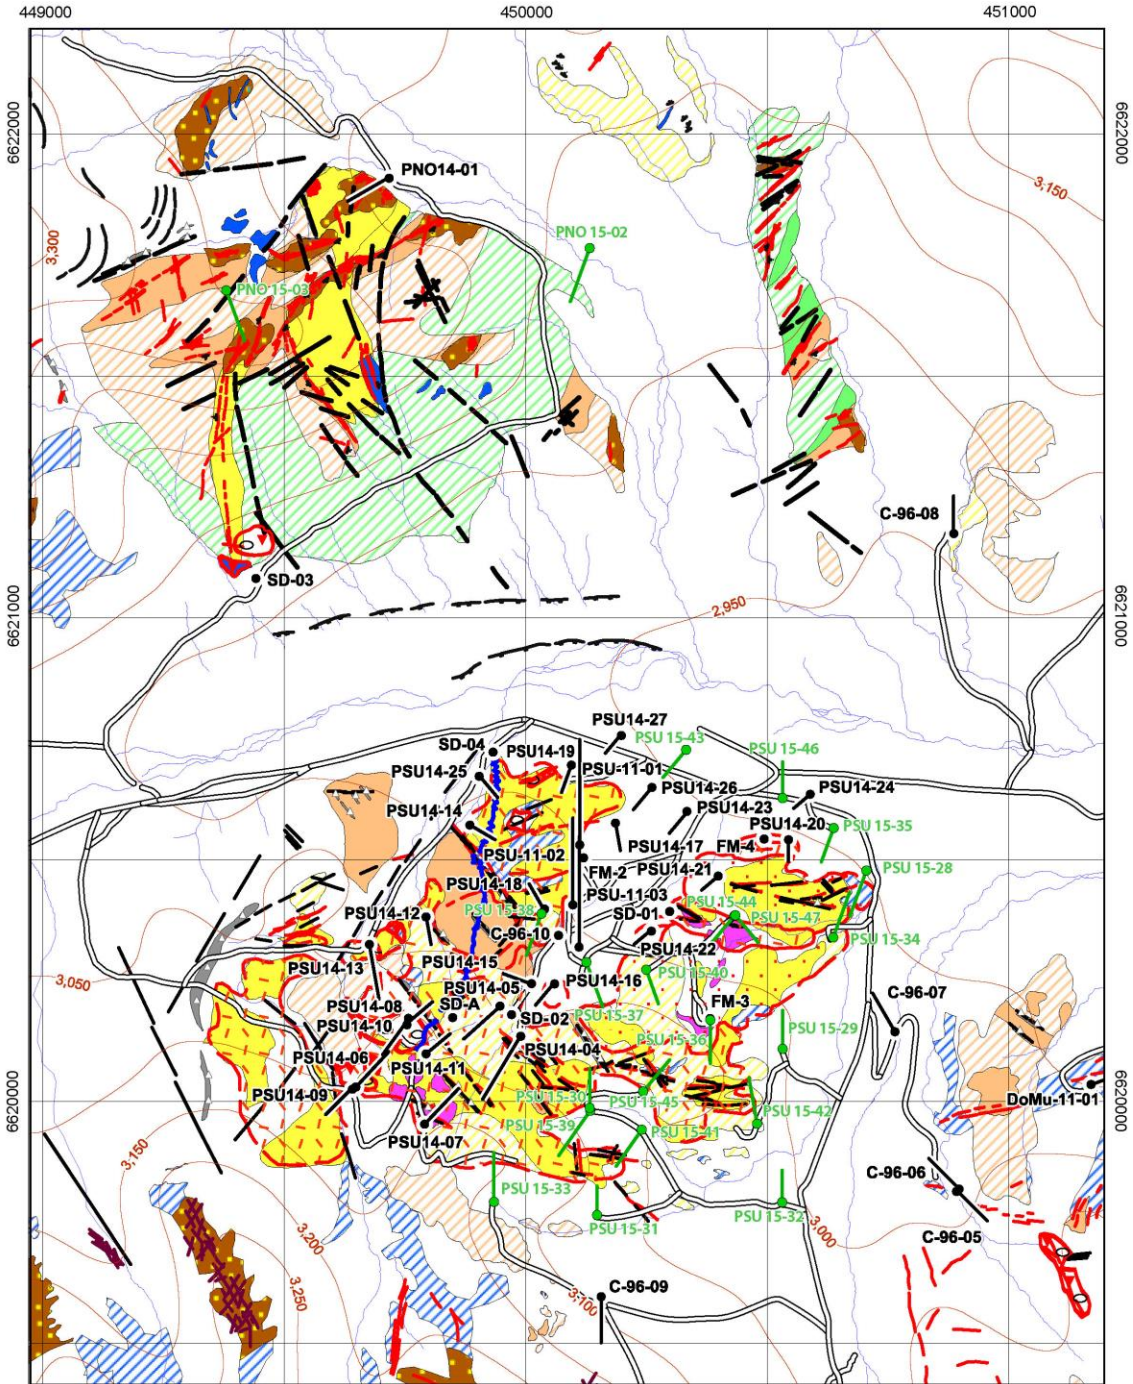 449000
450000
451000
6622000
6622000
PNO14-01
3,150
PNO 15-02
3,300
PNO 15-03
C-96-08
SD-03
2,950
6621000
6621000
PSU14-27
PSU 15-43
SD-04
PSU14-19
PSU 15-46
PSU-11-01
PSU14-25
PSU14-26
PSU14-24
PSU14-23
PSU14-14
PSU14-20
PSU 15-35
PSU14-17
FM-4
PSU-11-02
FM-2
PSU14-21
PSU 15-28
PSU14-18
PSU-11-03
PSU 15-44
PSU 15-38
SD-01
PSU 15-47
PSU14-12
C-96-10
PSU 15-34
PSU14-22
PSU14-13
PSU14-15
PSU 15-40
3,050
PSU14-05
PSU14-16
C-96-07
PSU14-08
SD-A
FM-3
SD-02
PSU 15-37
PSU14-10
PSU 15-29
PSU 15-36
PSU14-04
PSU14-06
PSU14-11
PSU14-09
PSU 15-30
PSU 15-45
DoMu-11-01
6620000
6620000
PSU 15-42
PSU 15-39
PSU 15-41
PSU14-07
3,150
C-96-06
PSU 15-33
PSU 15-32
PSU 15-31
3,000
3,200
C-96-05
3,250
C-96-09
3,100